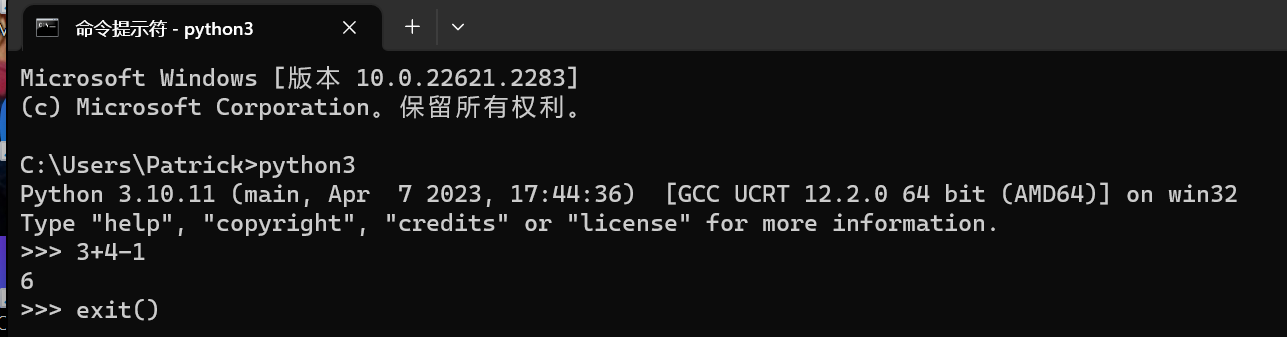 命令提示符 - python3
Microsoft Windows [版本 10.0.22621.2283]
(c) Microsoft Corporation。保留所有权利。
C:\Users\Patrick>python3
Python 3.10.11 (main, Apr  7 2023, 17:44:36)  [GCC UCRT 12.2.0 64 bit (AMD64)] on win32
Type "help", "copyright", "credits" or "license" for more information.
>>> 3+4-1
6
>>> exit()